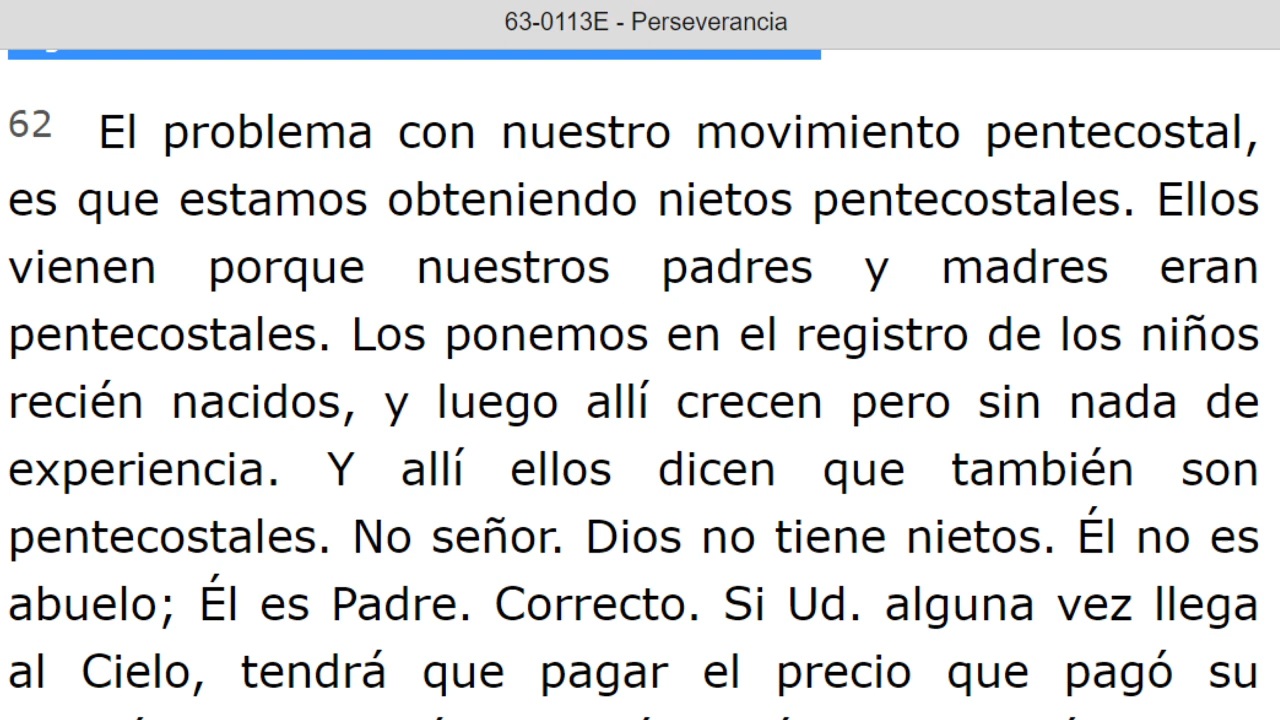 63-0113E - Perseverancia
62 El problema con nuestro movimiento pentecostal,
es que estamos obteniendo nietos pentecostales. Ellos
vienen porque nuestros padres y madres eran
pentecostales. Los ponemos en el registro de los niños
recién nacidos, y luego allí crecen pero sin nada de
experiencia. Y allí ellos dicen que también son
pentecostales. No señor. Dios no tiene nietos. Él no es
abuelo; Él es Padre. Correcto. Si Ud. alguna vez llega
al Cielo, tendrá que pagar el precio que pagó su